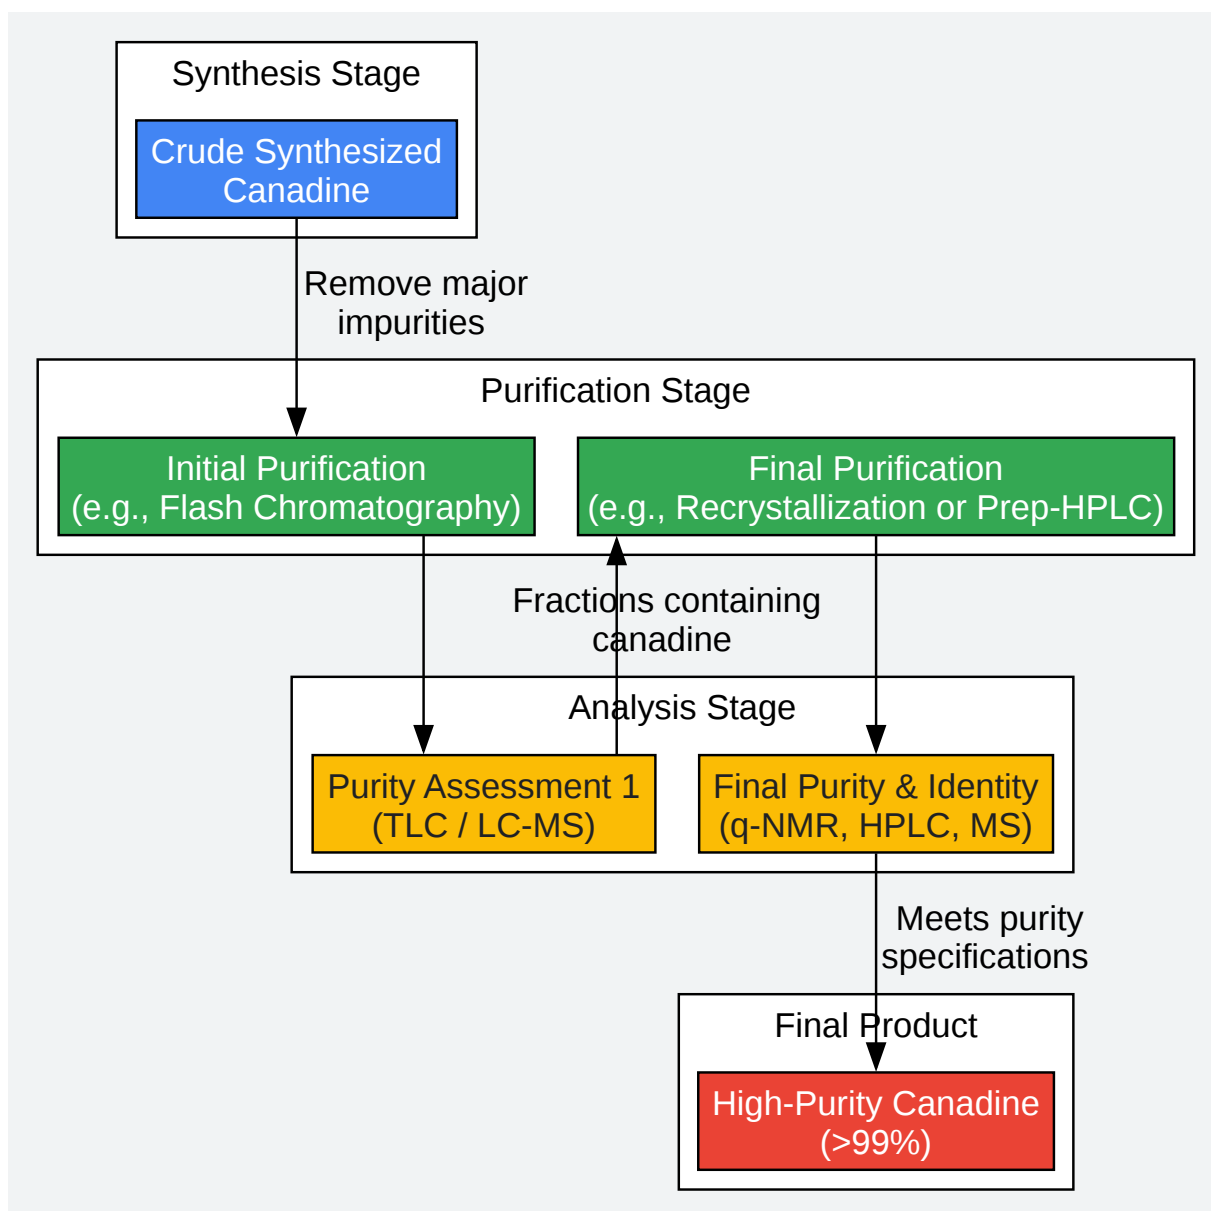 Synthesis Stage
Crude Synthesized
Canadine
Remove major
impurities
Purification Stage
Initial Purification
(e.g., Flash Chromatography)
Final Purification
(e.g., Recrystallization or Prep-HPLC)
Fractions containing
canadine
Analysis Stage
Purity Assessment 1
(TLC / LC-MS)
Final Purity & Identity
(q-NMR, HPLC, MS)
Meets purity
specifications
Final Product
High-Purity Canadine
(>99%)